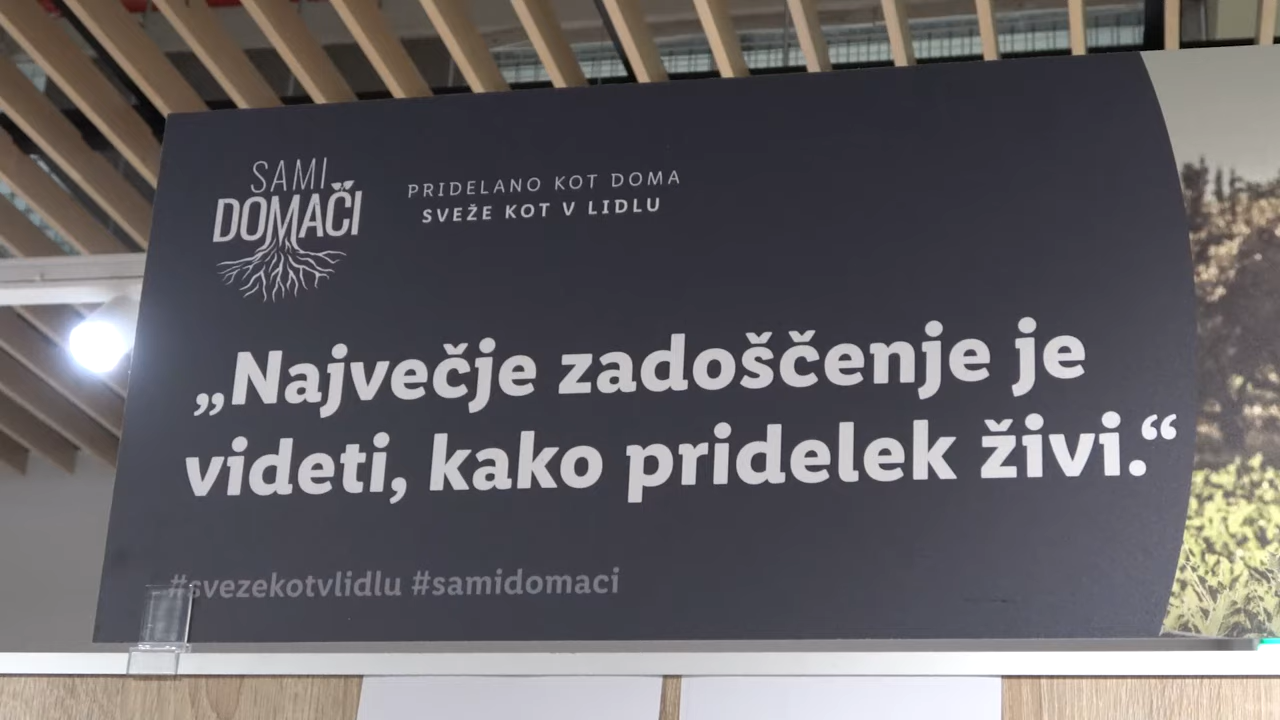 SAMI
DOMAČI
PRIDELANO KOT DOMA
SVEŽE KOT V LIDLU
„Največje zadoščenje je
videti, kako pridelek živi.“
#svezekotvlidlu #samidomaci